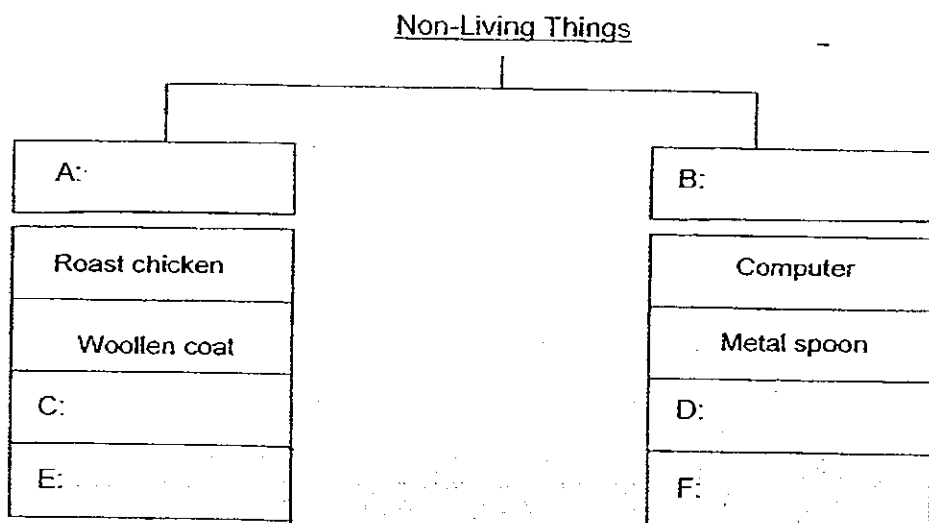 Non-Living Things
A:
B:
Roast chicken
Computer
Woollen coat
Metal spoon
C:
D:
E:
F: